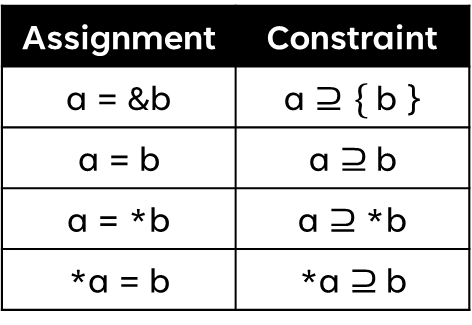 Assignment Constraint
a = &b a ⊇ { b }
a = b a ⊇ b
a = *b a ⊇ *b
*a = b *a ⊇ b